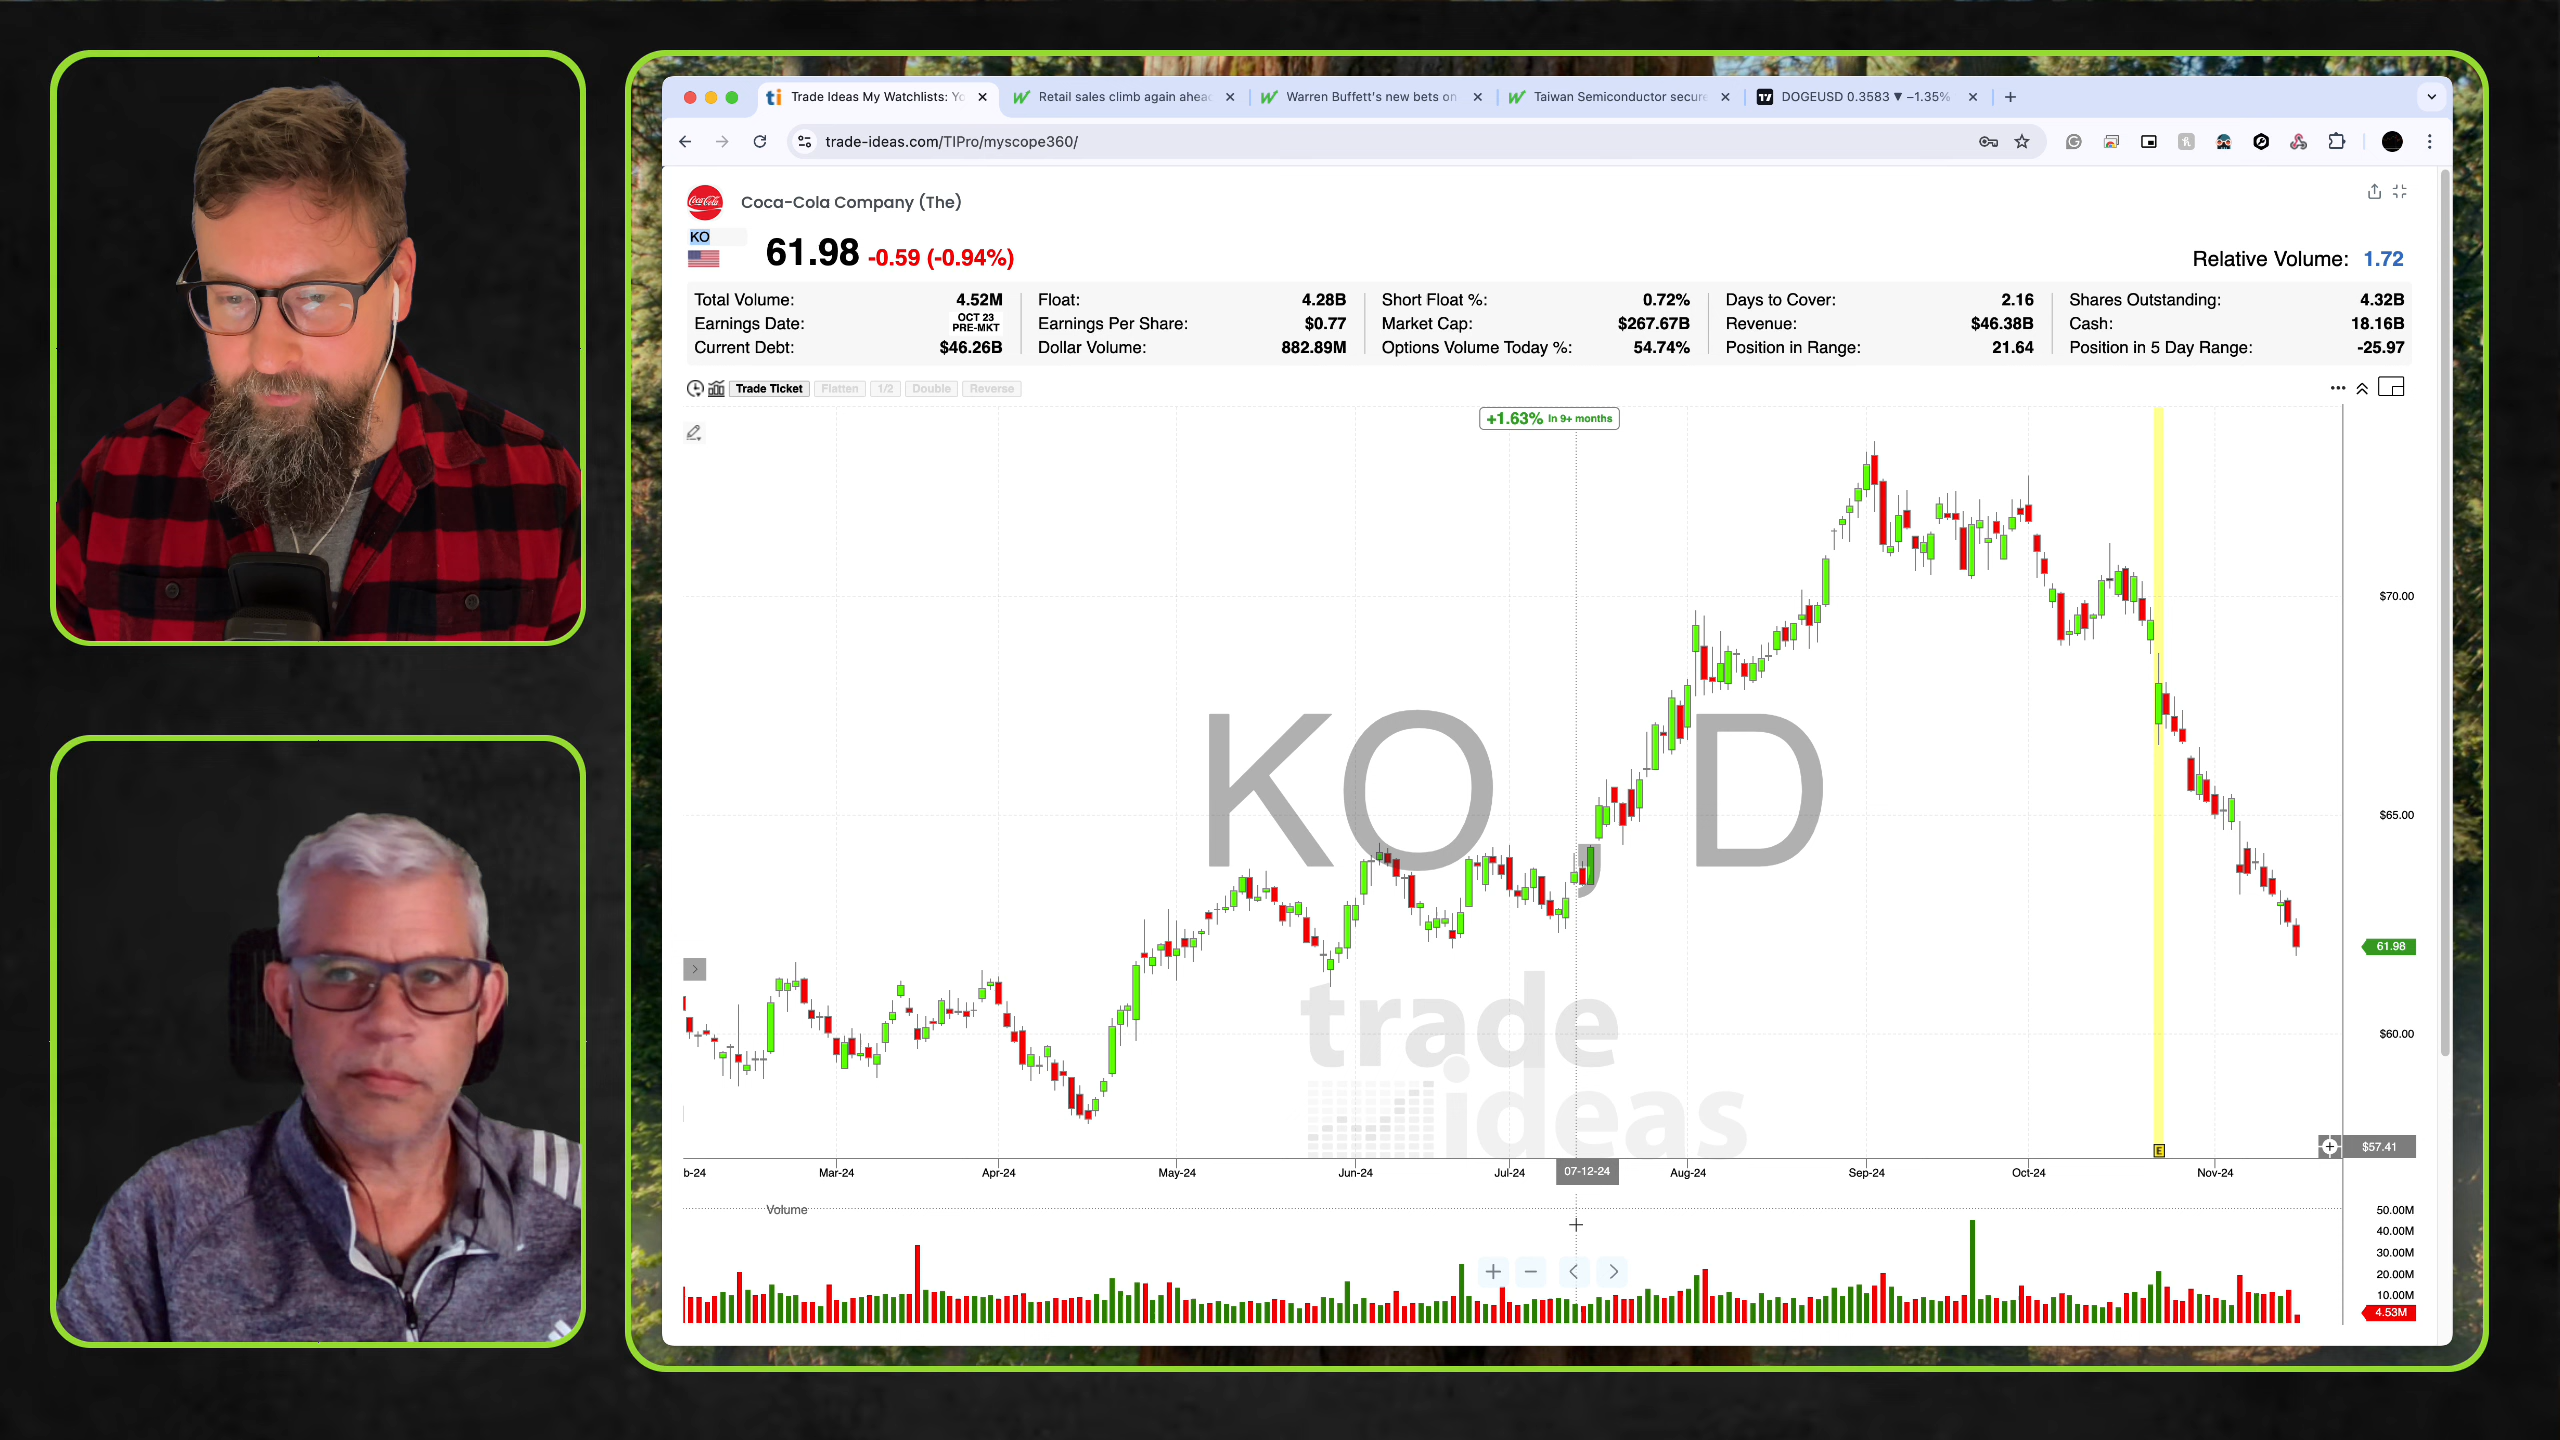 Trade Ideas My Watchlists: Yo
Retail sales climb again ahead
Warren Buffett's new bets on
Taiwan Semiconductor secure
DOGEUSD 0.3583 ▼ −1.35%
trade-ideas.com/TIPro/myscope360/
Coca-Cola Company (The)
KO
61.98 -0.59 (-0.94%)
Relative Volume: 1.72
Total Volume: 4.52M Float: 4.28B Short Float %: 0.72% Days to Cover: 2.16 Shares Outstanding: 4.32B
Earnings Date: OCT 23 PRE-MKT Earnings Per Share: $0.77 Market Cap: $267.67B Revenue: $46.38B Cash: 18.16B
Current Debt: $46.26B Dollar Volume: 882.89M Options Volume Today %: 54.74% Position in Range: 21.64 Position in 5 Day Range: -25.97
Trade Ticket Flatten 1/2 Double Reverse
+1.63% In 9+ months
$70.00
KO, D
$65.00
61.98
trade
ideas
$60.00
E
$57.41
b-24 Mar-24 Apr-24 May-24 Jun-24 Jul-24 07-12-24 Aug-24 Sep-24 Oct-24 Nov-24
Volume
50.00M
40.00M
30.00M
20.00M
10.00M
4.53M